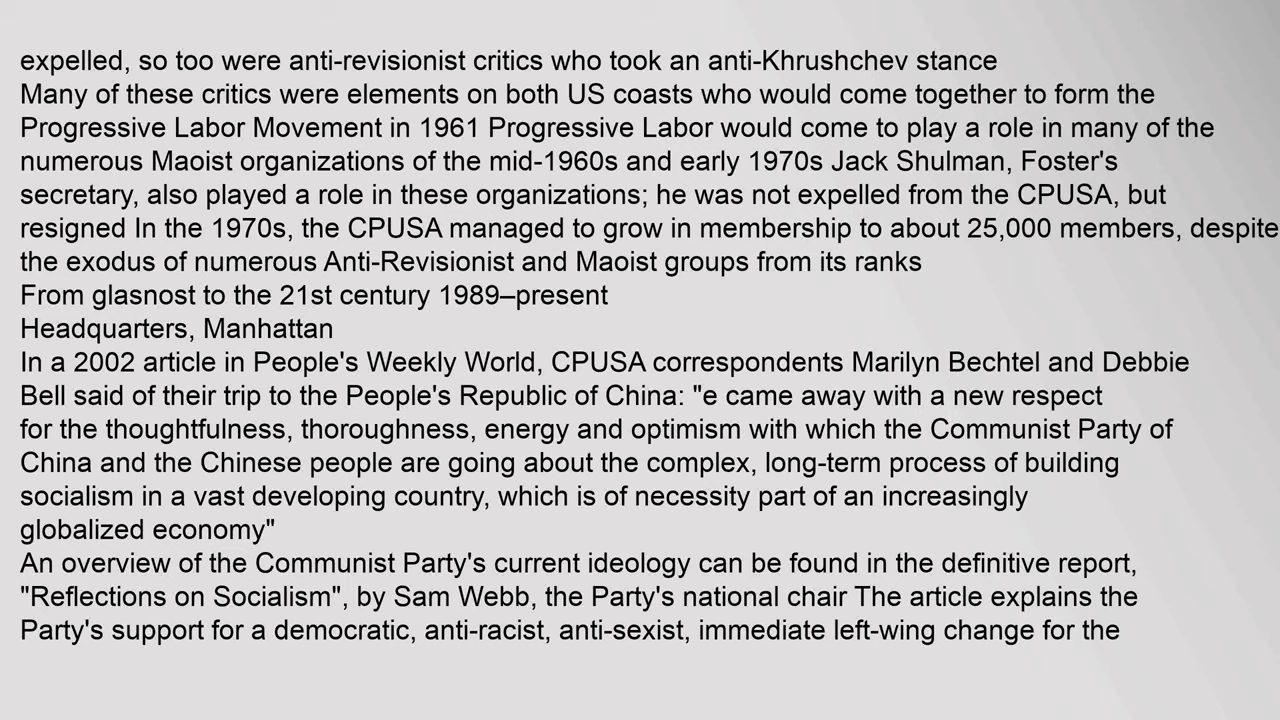 expelled, so too were anti-revisionist critics who took an anti-Khrushchev stance
Many of these critics were elements on both US coasts who would come together to form the
Progressive Labor Movement in 1961 Progressive Labor would come to play a role in many of the
numerous Maoist organizations of the mid-1960s and early 1970s Jack Shulman, Foster's
secretary, also played a role in these organizations; he was not expelled from the CPUSA, but
resigned In the 1970s, the CPUSA managed to grow in membership to about 25,000 members, despite
the exodus of numerous Anti-Revisionist and Maoist groups from its ranks
From glasnost to the 21st century 1989–present
Headquarters, Manhattan
In a 2002 article in People's Weekly World, CPUSA correspondents Marilyn Bechtel and Debbie
Bell said of their trip to the People's Republic of China: "e came away with a new respect
for the thoughtfulness, thoroughness, energy and optimism with which the Communist Party of
China and the Chinese people are going about the complex, long-term process of building
socialism in a vast developing country, which is of necessity part of an increasingly
globalized economy"
An overview of the Communist Party's current ideology can be found in the definitive report,
"Reflections on Socialism", by Sam Webb, the Party's national chair The article explains the
Party's support for a democratic, anti-racist, anti-sexist, immediate left-wing change for the